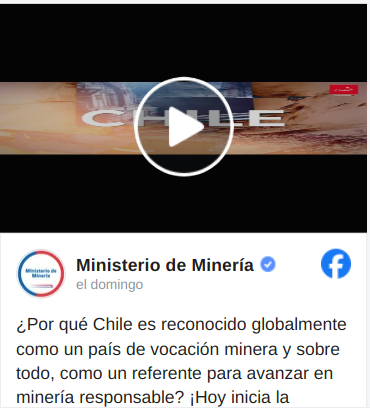 CHILE
Ministerio de Minería
Ministerio de
Minería
el domingo
¿Por qué Chile es reconocido globalmente
como un país de vocación minera y sobre
todo, como un referente para avanzar en
minería responsable? ¡Hoy inicia la